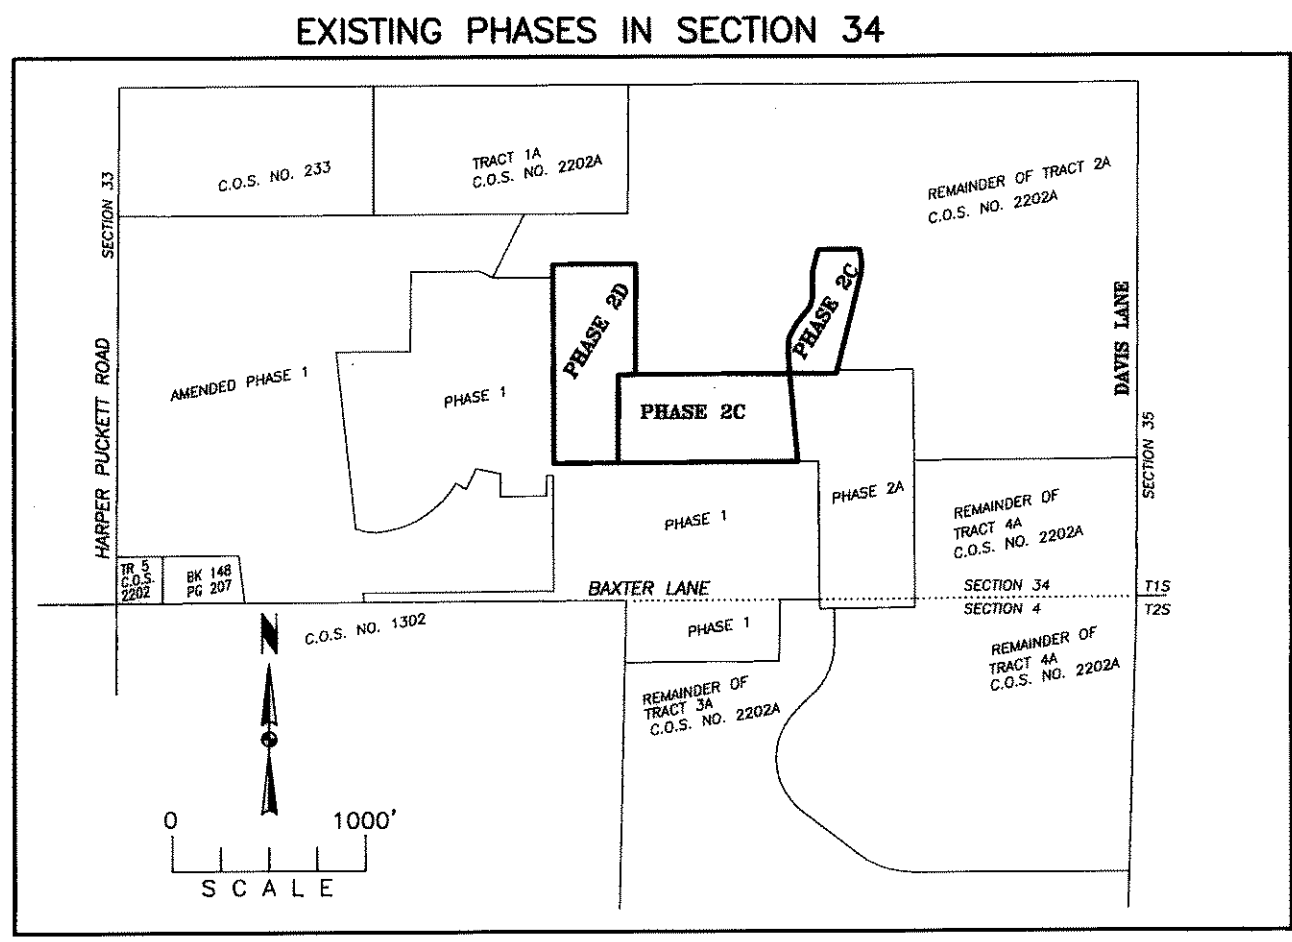 EXISTING PHASES IN SECTION 34
C.O.S. NO. 233
TRACT 1A
C.O.S. NO. 2202A
REMAINDER OF TRACT 2A
C.O.S. NO. 2202A
SECTION 33
HARPER PUCKETT ROAD
AMENDED PHASE 1
PHASE 1
PHASE 2D
PHASE 2C
PHASE 2C
DAVIS LANE
SECTION 35
PHASE 2A
PHASE 1
REMAINDER OF
TRACT 4A
C.O.S. NO. 2202A
TR 5
C.O.S.
2202
BK 148
PG 207
BAXTER LANE
SECTION 34
T1S
SECTION 4
T2S
C.O.S. NO. 1302
PHASE 1
REMAINDER OF
TRACT 4A
C.O.S. NO. 2202A
REMAINDER OF
TRACT 3A
C.O.S. NO. 2202A
N
0 1000'
SCALE